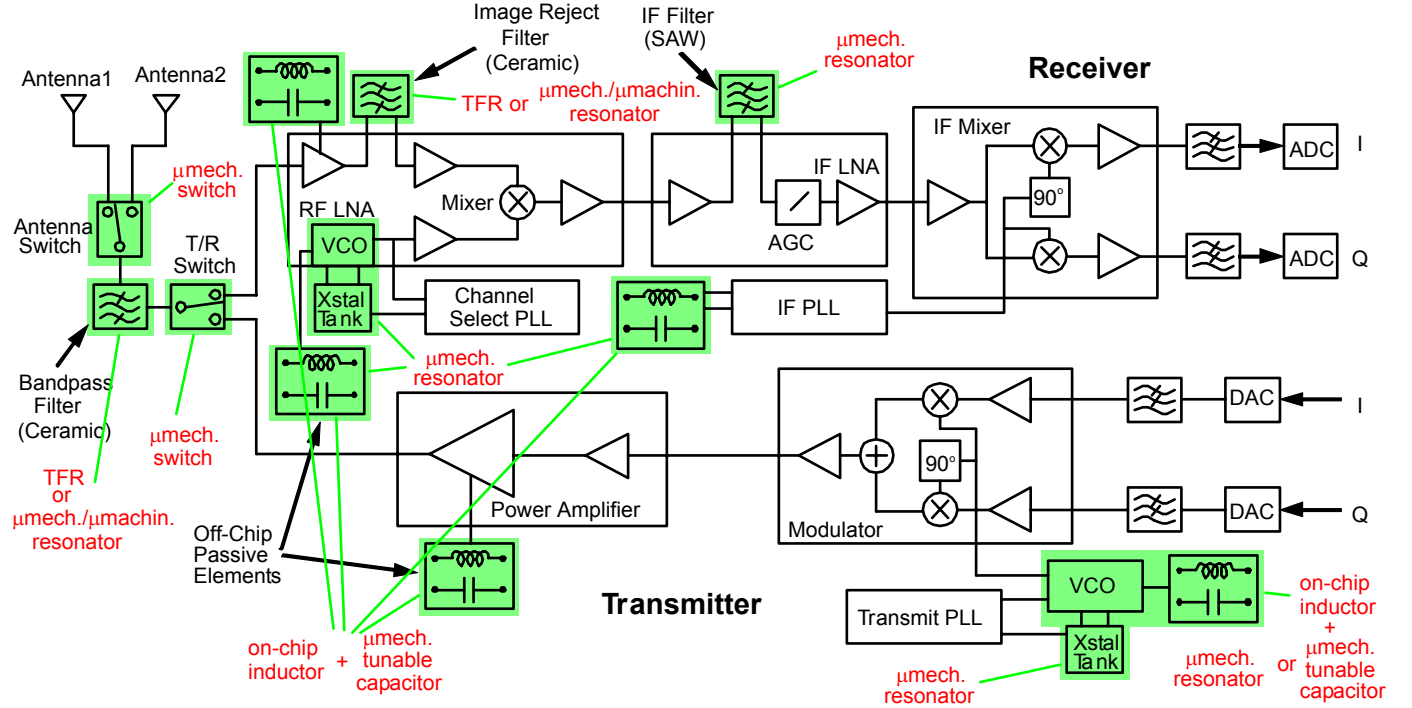 Image Reject
Filter
(Ceramic)
IF Filter
(SAW)
μmech.
resonator
Receiver
Antenna1
Antenna2
TFR or
μmech./μmachin.
resonator
IF Mixer
ADC
I
μmech.
switch
Mixer
IF LNA
90°
RF LNA
Antenna
Switch
VCO
AGC
ADC
Q
T/R
Switch
Xstal
Tank
Channel
Select PLL
IF PLL
μmech.
resonator
Bandpass
Filter
(Ceramic)
μmech.
switch
DAC
I
90°
TFR
or
μmech./μmachin.
resonator
Power Amplifier
Modulator
DAC
Q
Off-Chip
Passive
Elements
Transmitter
VCO
Transmit PLL
Xstal
Tank
on-chip
inductor
+
μmech.
tunable
capacitor
on-chip
inductor
+
μmech.
tunable
capacitor
μmech.
resonator
μmech.
resonator
or